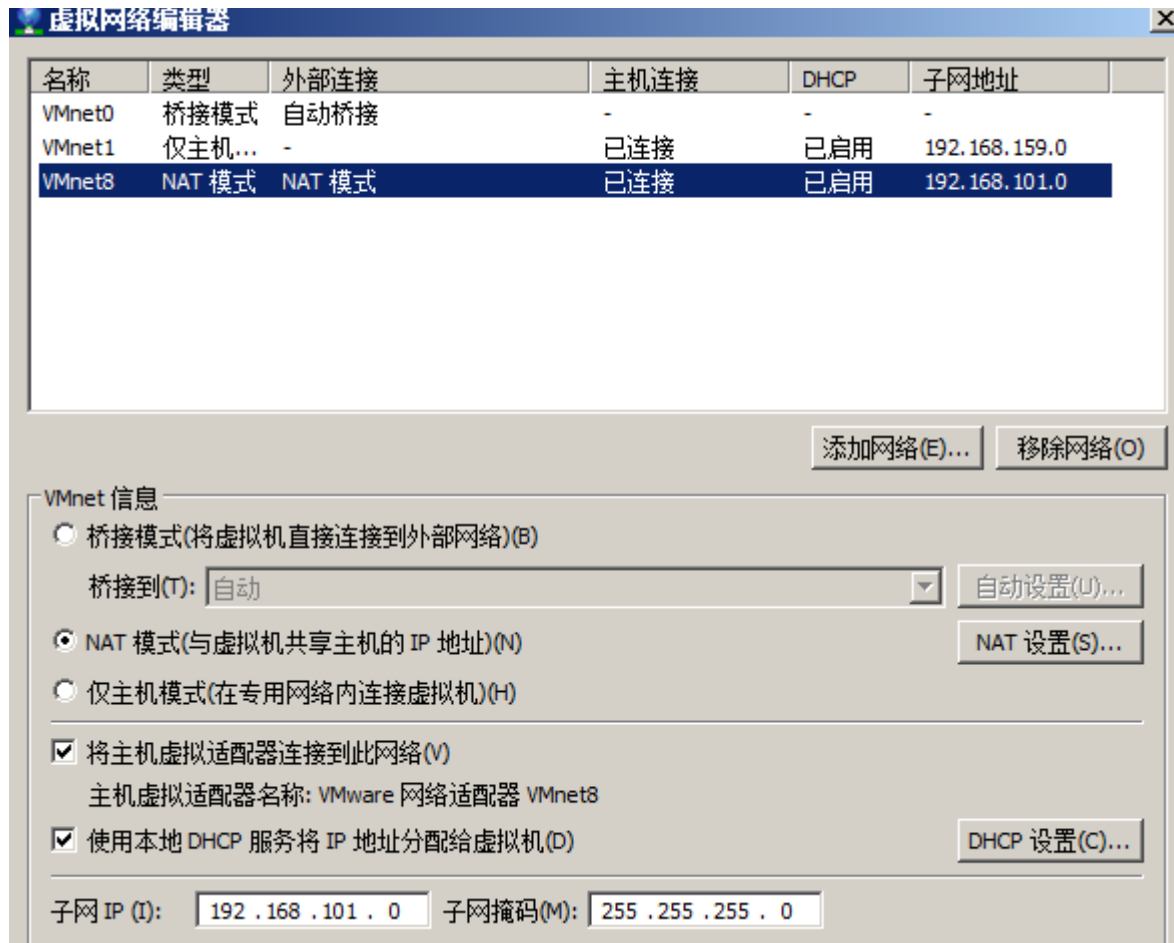 虚拟网络编辑器
名称 类型 外部连接 主机连接 DHCP 子网地址
VMnet0 桥接模式 自动桥接 - - -
VMnet1 仅主机... - 已连接 已启用 192.168.159.0
VMnet8 NAT 模式 NAT 模式 已连接 已启用 192.168.101.0
添加网络(E)... 移除网络(O)
VMnet 信息
桥接模式(将虚拟机直接连接到外部网络)(B)
桥接到(T): 自动 自动设置(U)...
NAT 模式(与虚拟机共享主机的 IP 地址)(N) NAT 设置(S)...
仅主机模式(在专用网络内连接虚拟机)(H)
将主机虚拟适配器连接到此网络(V)
主机虚拟适配器名称: VMware 网络适配器 VMnet8
使用本地 DHCP 服务将 IP 地址分配给虚拟机(D) DHCP 设置(C)...
子网 IP (I): 192 . 168 . 101 . 0 子网掩码(M): 255 . 255 . 255 . 0